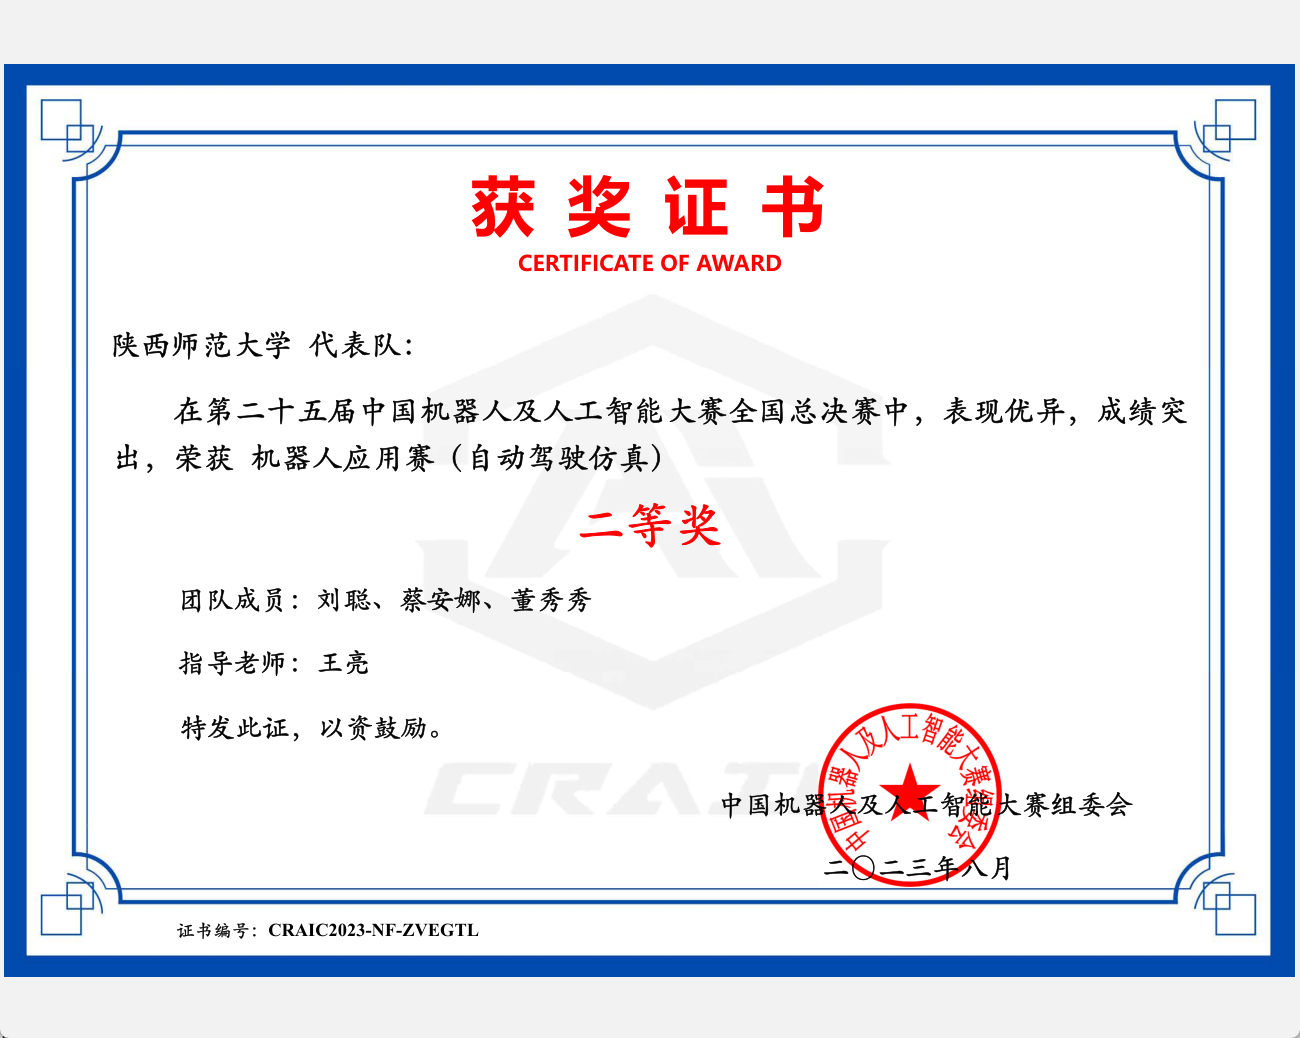 获奖证书
CERTIFICATE OF AWARD
陕西师范大学 代表队：
在第二十五届中国机器人及人工智能大赛全国总决赛中，表现优异，成绩突
出，荣获 机器人应用赛（自动驾驶仿真）
二等奖
团队成员：刘聪、蔡安娜、董秀秀
指导老师：王亮
特发此证，以资鼓励。
CRAIC
中国机器人及人工智能大赛组委会
中国机器人及人工智能大赛组委会
二〇二三年八月
证书编号：CRAIC2023-NF-ZVEGTL